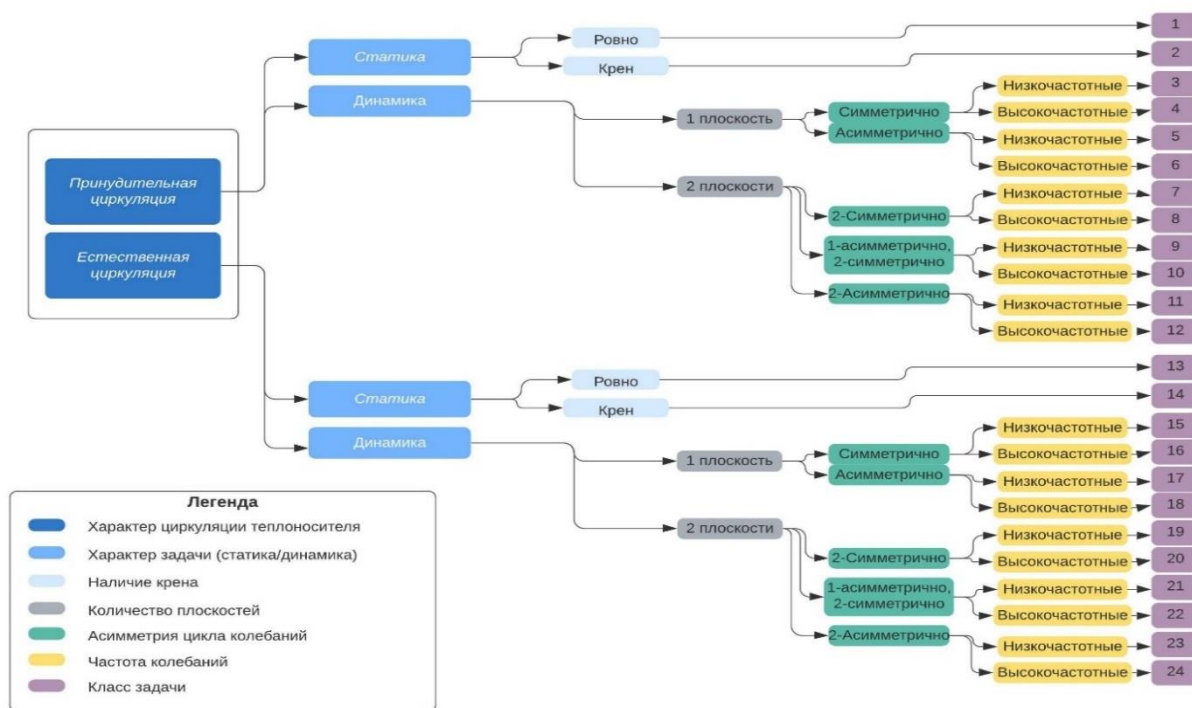 Принудительная
циркуляция
Естественная
циркуляция
Статика
Динамика
Ровно
Крен
1 плоскость
2 плоскости
Симметрично
Асимметрично
2-Симметрично
1-асимметрично,
2-симметрично
2-Асимметрично
Низкочастотные
Высокочастотные
Низкочастотные
Высокочастотные
Низкочастотные
Высокочастотные
Низкочастотные
Высокочастотные
Низкочастотные
Высокочастотные
1
2
3
4
5
6
7
8
9
10
11
12
Статика
Динамика
Ровно
Крен
1 плоскость
2 плоскости
Симметрично
Асимметрично
2-Симметрично
1-асимметрично,
2-симметрично
2-Асимметрично
Низкочастотные
Высокочастотные
Низкочастотные
Высокочастотные
Низкочастотные
Высокочастотные
Низкочастотные
Высокочастотные
Низкочастотные
Высокочастотные
13
14
15
16
17
18
19
20
21
22
23
24
Легенда
Характер циркуляции теплоносителя
Характер задачи (статика/динамика)
Наличие крена
Количество плоскостей
Асимметрия цикла колебаний
Частота колебаний
Класс задачи